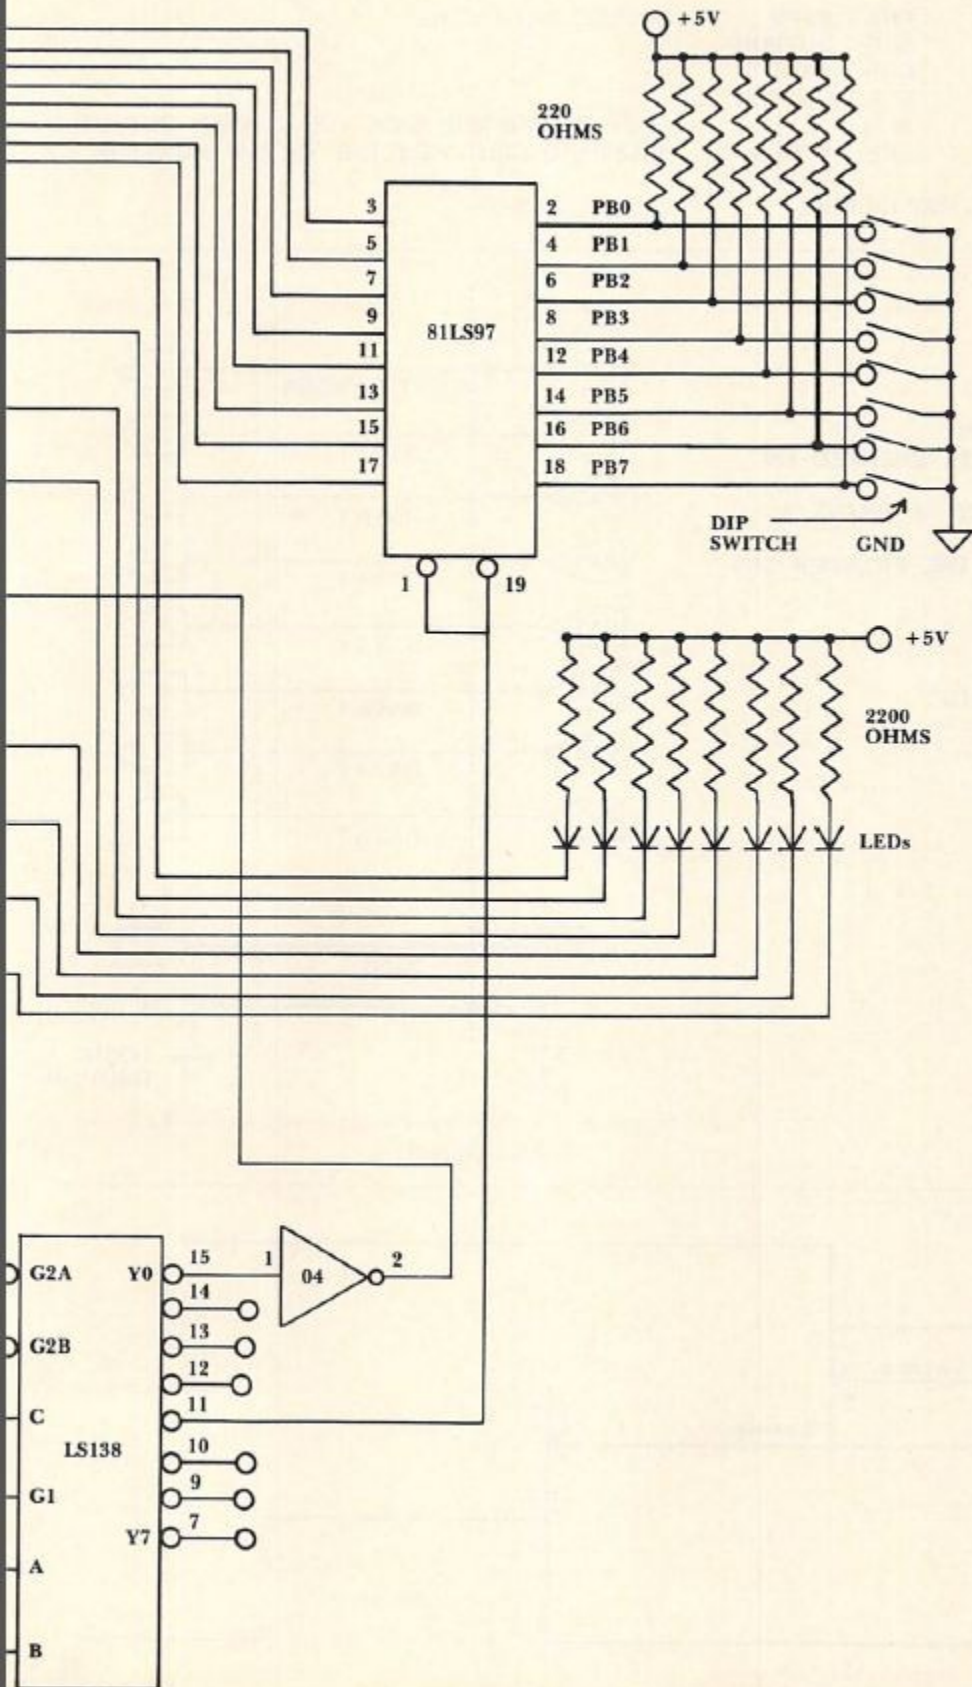 +5V
220
OHMS
3
2 PB0
5
4 PB1
7
6 PB2
9
8 PB3
81LS97
11
12 PB4
13
14 PB5
15
16 PB6
17
18 PB7
DIP
SWITCH
GND
1
19
+5V
2200
OHMS
LEDs
G2A
Y0
15
1
04
2
14
G2B
13
12
C
11
LS138
10
G1
9
Y7
7
A
B